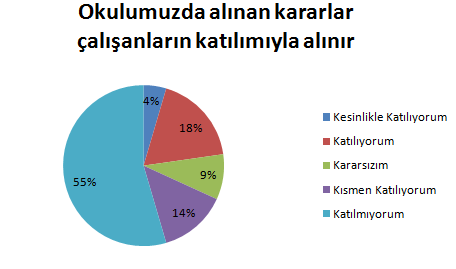 Okulumuzda alınan kararlar
çalışanların katılımıyla alınır
4%
18%
9%
14%
55%
Kesinlikle Katılıyorum
Katılıyorum
Kararsızım
Kısmen Katılıyorum
Katılmıyorum